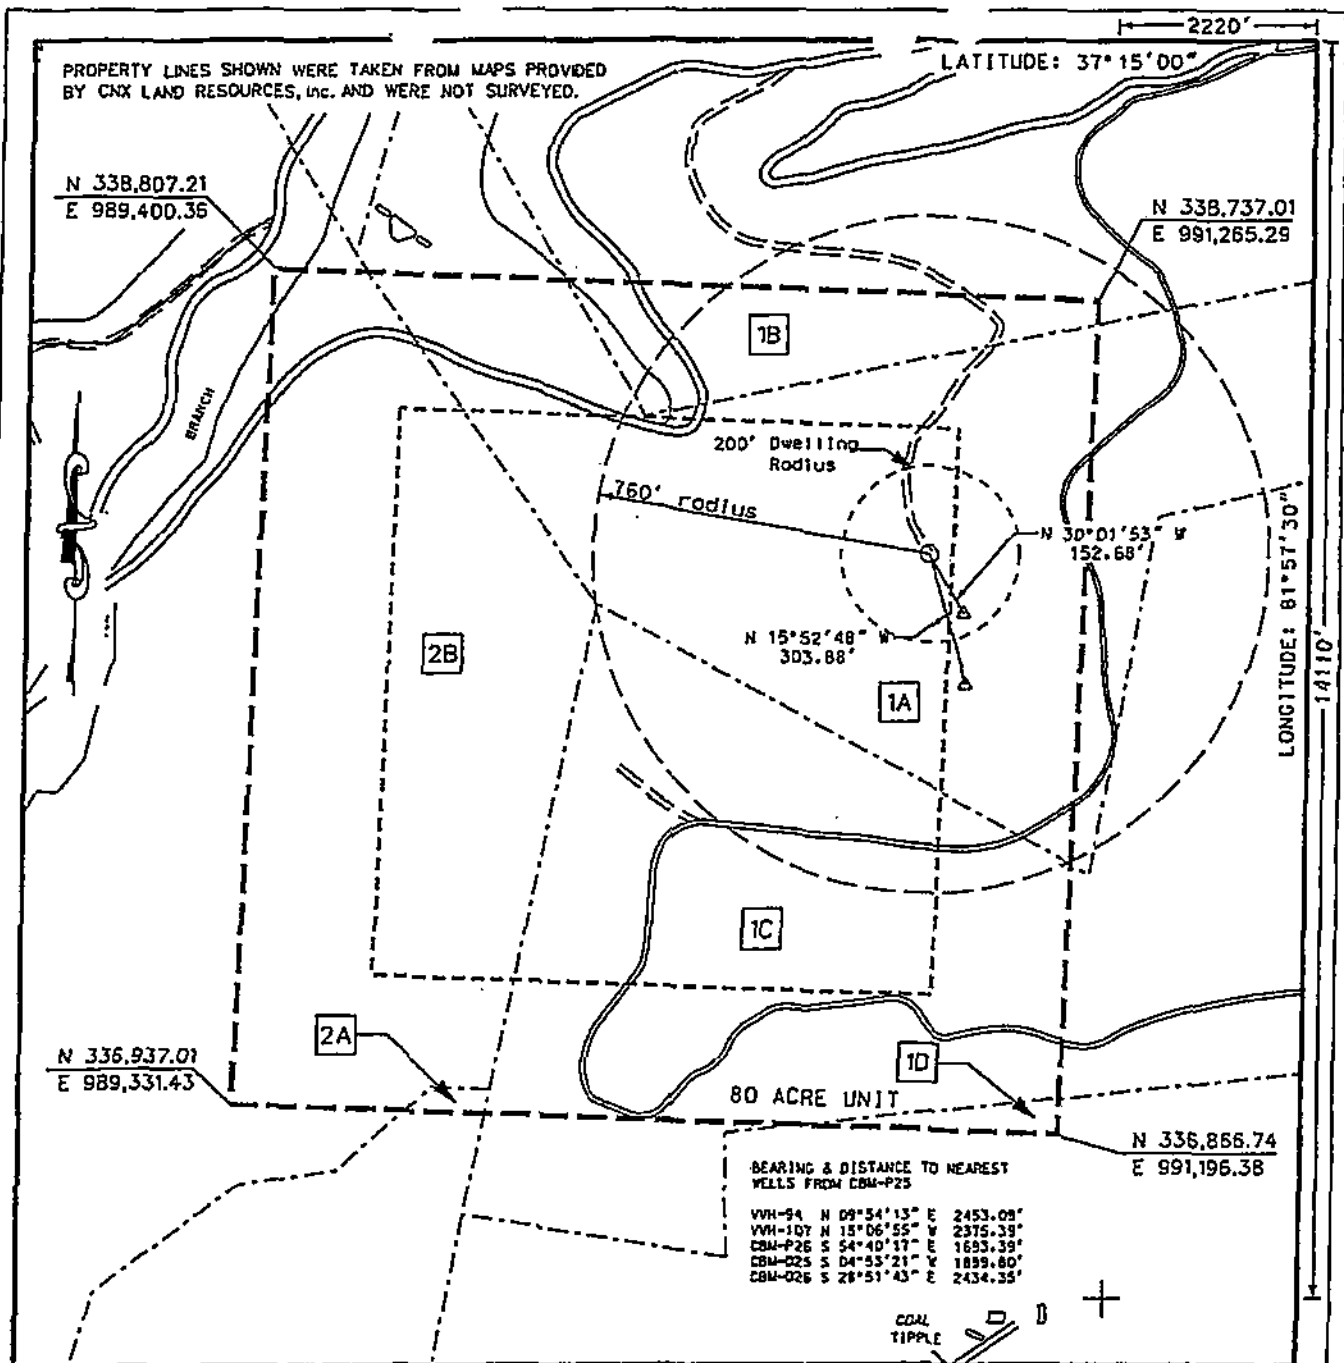 2220'
LATITUDE: 37°15'00"
PROPERTY LINES SHOWN WERE TAKEN FROM MAPS PROVIDED
BY CNX LAND RESOURCES, Inc. AND WERE NOT SURVEYED.
N 338,807.21
E 989,400.36
N 338,737.01
E 991,265.29
1B
BRANCH
200' Dwelling
Radius
760' radius
N 30°01'53" W
152.68'
N 15°52'48" W
303.88'
LONGITUDE: 81°57'30"
14110'
2B
1A
1C
2A
1D
N 336,937.01
E 989,331.43
80 ACRE UNIT
N 336,866.74
E 991,196.38
BEARING & DISTANCE TO NEAREST
WELLS FROM CBM-P25
VVH-94 N 09°54'13" E 2453.09'
VVH-107 N 15°06'55" W 2375.39'
CBM-P26 S 54°40'17" E 1693.39'
CBM-Q25 S 04°53'21" W 1899.60'
CBM-Q26 S 28°51'43" E 2434.35'
COAL
TIPPLE